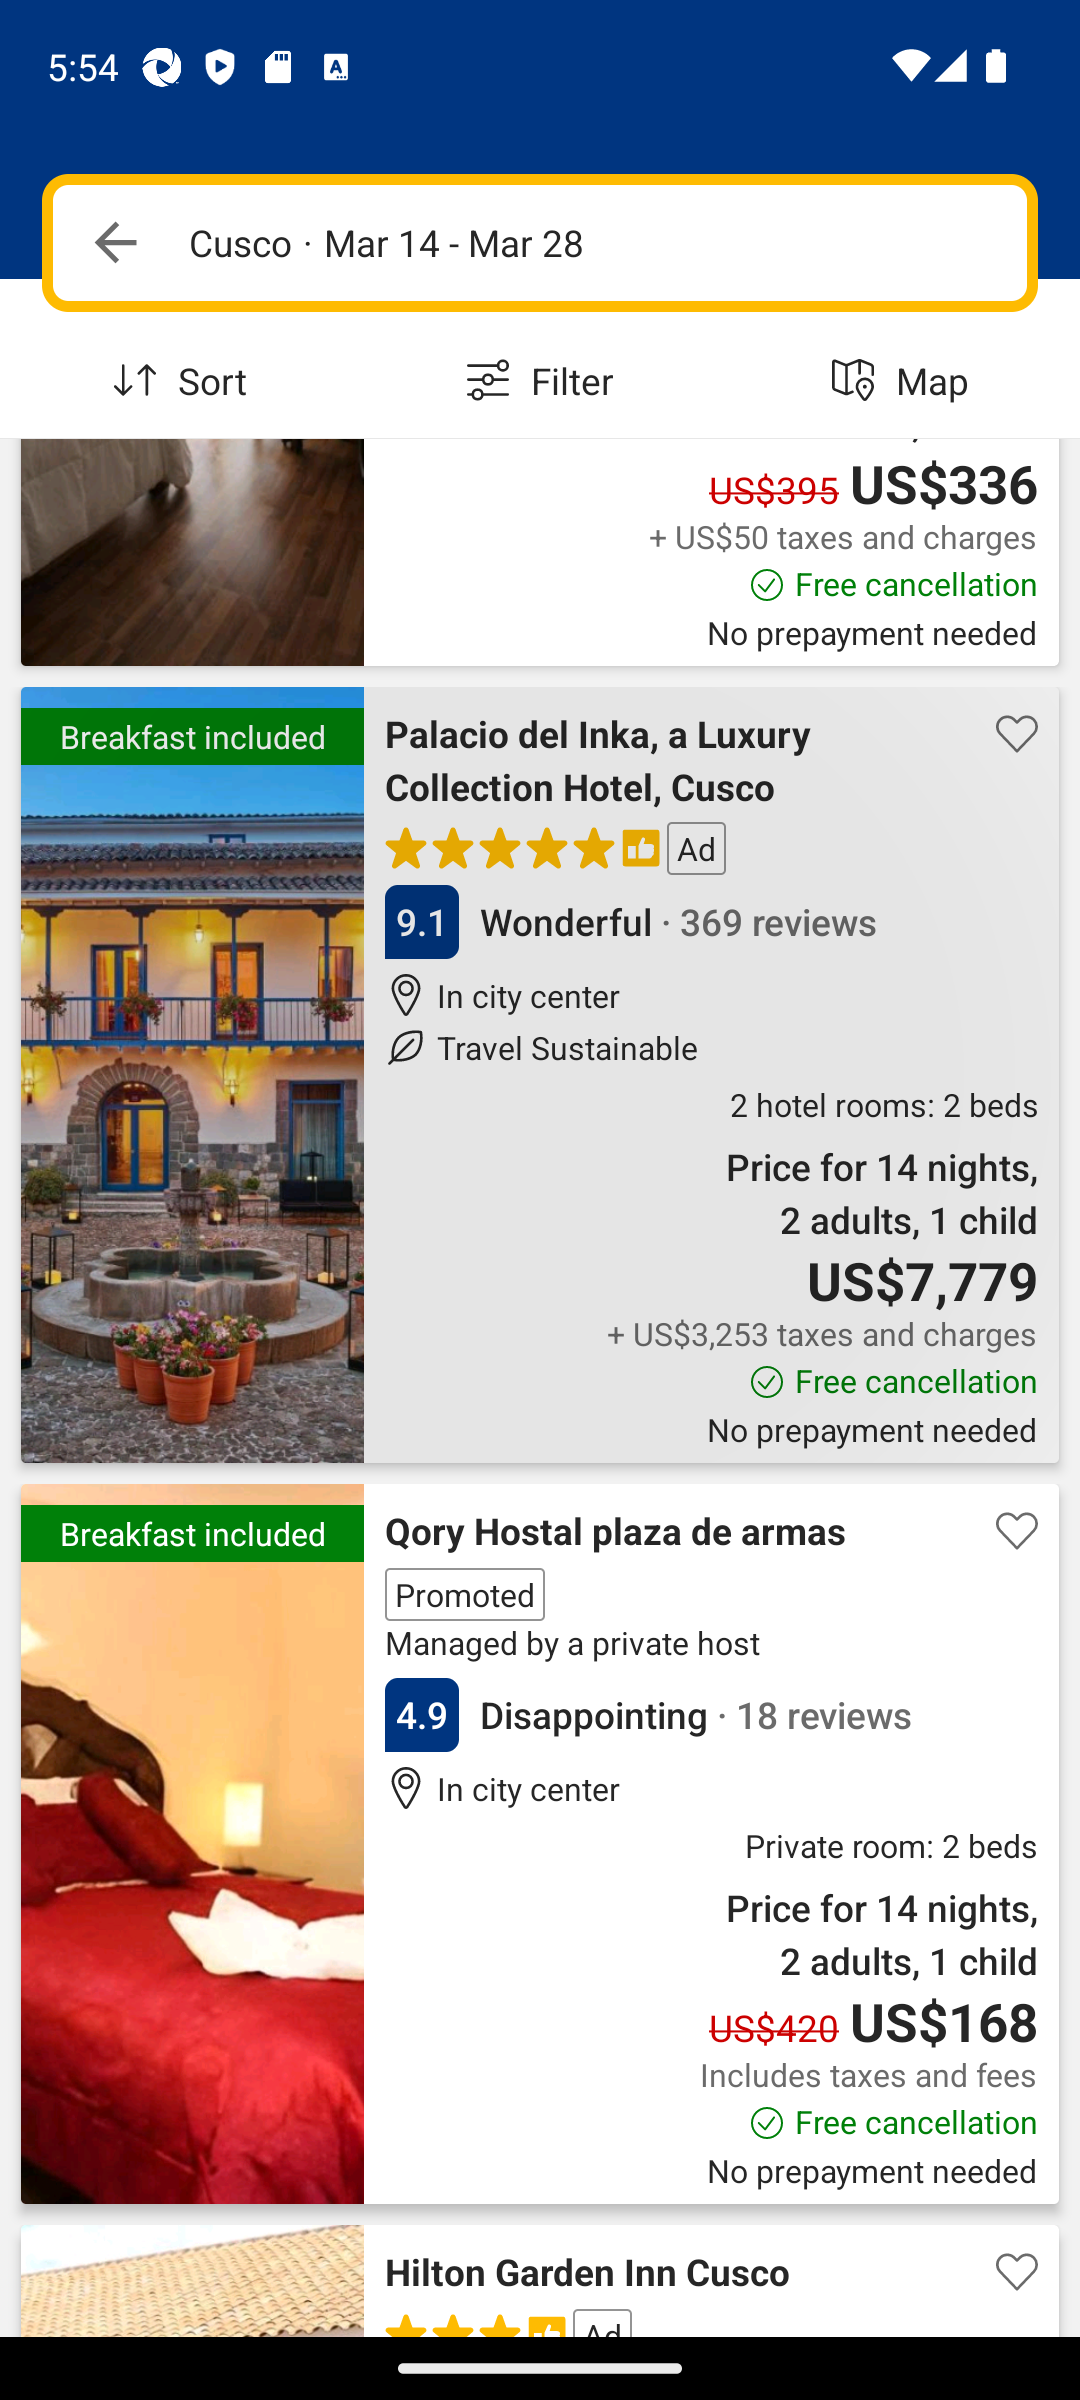 5:54
Cusco · Mar 14 - Mar 28
Sort
Filter
Map
US$395 US$336
+ US$50 taxes and charges
Free cancellation
No prepayment needed
Breakfast included
Palacio del Inka, a Luxury
Collection Hotel, Cusco
Ad
9.1 Wonderful · 369 reviews
In city center
Travel Sustainable
2 hotel rooms: 2 beds
Price for 14 nights,
2 adults, 1 child
US$7,779
+ US$3,253 taxes and charges
Free cancellation
No prepayment needed
Breakfast included
Qory Hostal plaza de armas
Promoted
Managed by a private host
4.9 Disappointing · 18 reviews
In city center
Private room: 2 beds
Price for 14 nights,
2 adults, 1 child
US$420 US$168
Includes taxes and fees
Free cancellation
No prepayment needed
Hilton Garden Inn Cusco
Ad